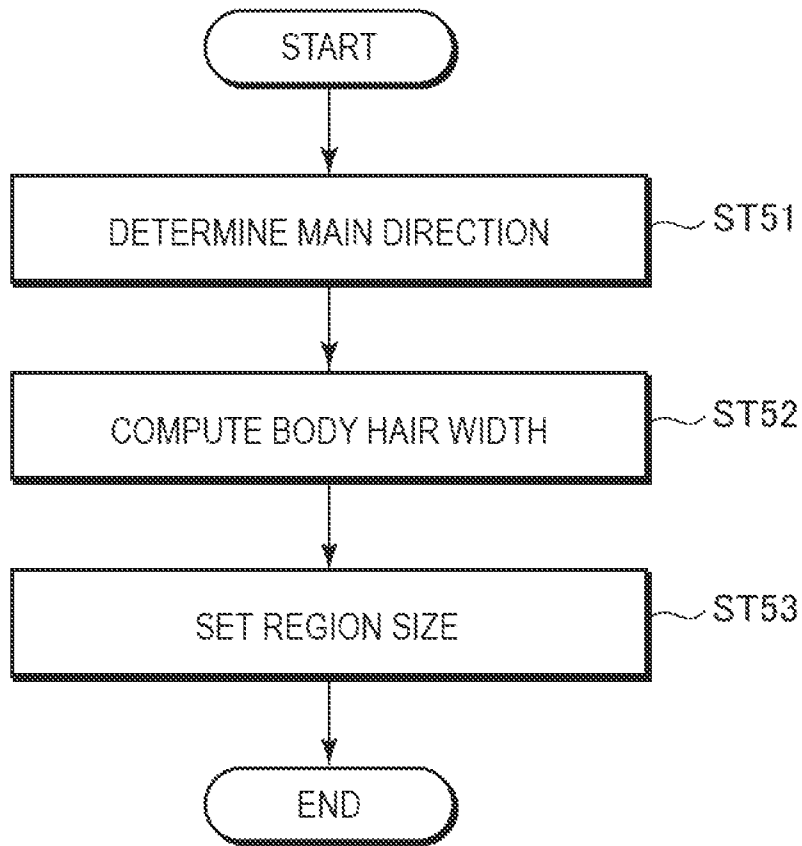 START
DETERMINE MAIN DIRECTION
ST51
COMPUTE BODY HAIR WIDTH
ST52
SET REGION SIZE
ST53
END